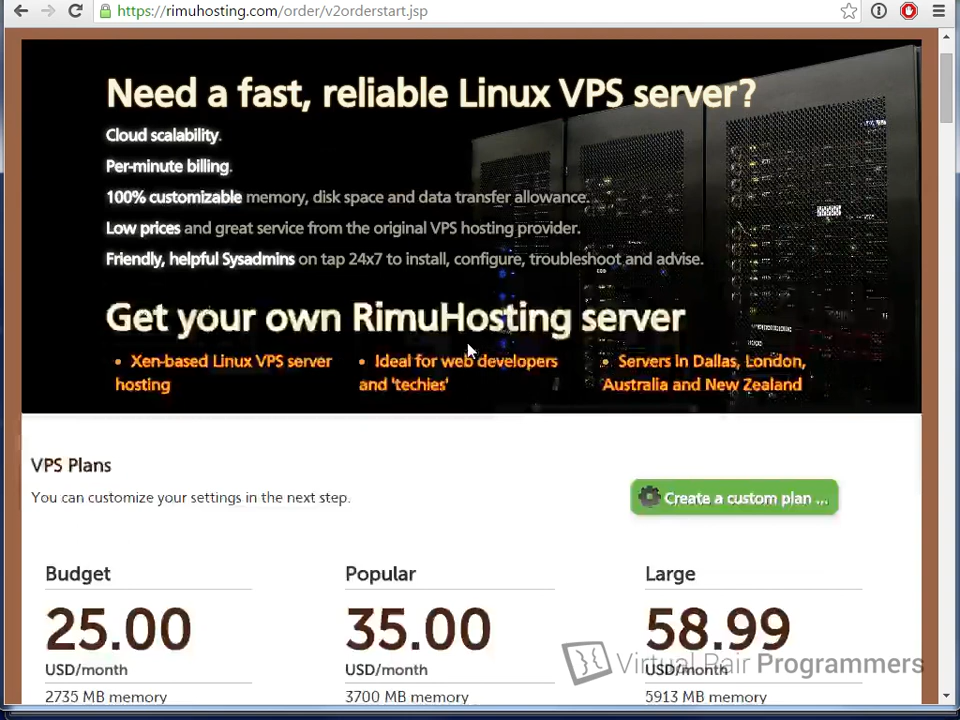 https://rimuhosting.com/order/v2orderstart.jsp
Need a fast, reliable Linux VPS server?
Cloud scalability.
Per-minute billing.
100% customizable memory, disk space and data transfer allowance.
Low prices and great service from the original VPS hosting provider.
Friendly, helpful Sysadmins on tap 24x7 to install, configure, troubleshoot and advise.
Get your own RimuHosting server
• Xen-based Linux VPS server
hosting
• Ideal for web developers
and 'techies'
• Servers in Dallas, London,
Australia and New Zealand
VPS Plans
You can customize your settings in the next step.
Create a custom plan ...
Budget
25.00
USD/month
2735 MB memory
Popular
35.00
USD/month
3700 MB memory
Large
58.99
USD/month
5913 MB memory
Virtual Pair Programmers